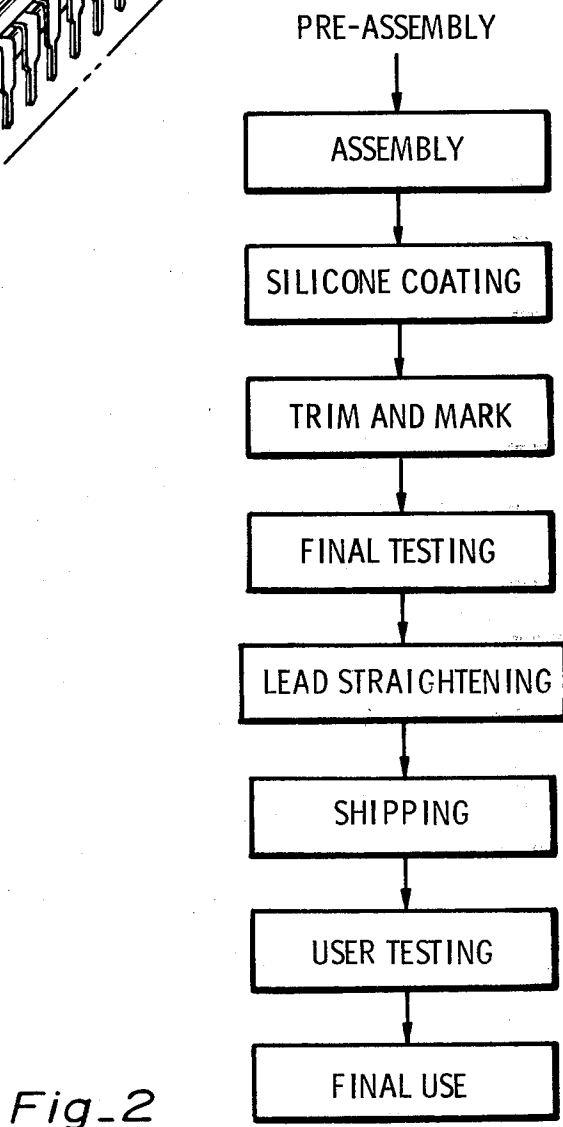 PRE-ASSEMBLY
ASSEMBLY
SILICONE COATING
TRIM AND MARK
FINAL TESTING
LEAD STRAIGHTENING
SHIPPING
USER TESTING
FINAL USE
Fig_2